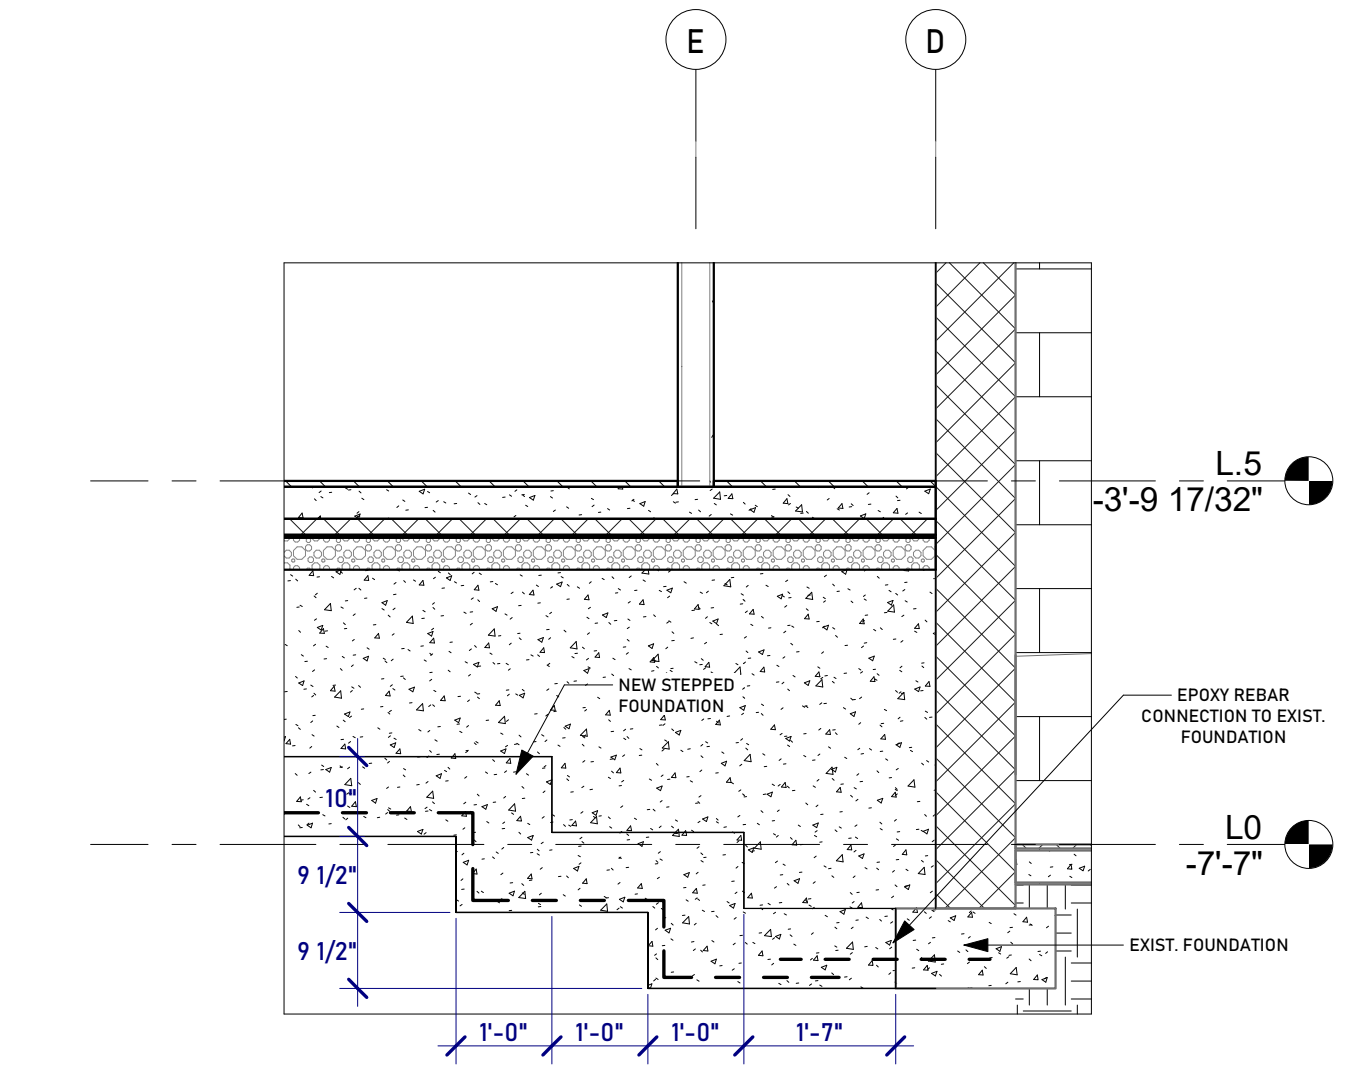 E
D
L.5
-3'-9 17/32"
NEW STEPPED
FOUNDATION
EPOXY REBAR
CONNECTION TO EXIST.
FOUNDATION
10"
L0
-7'-7"
9 1/2"
9 1/2"
EXIST. FOUNDATION
1'-0"
1'-0"
1'-0"
1'-7"